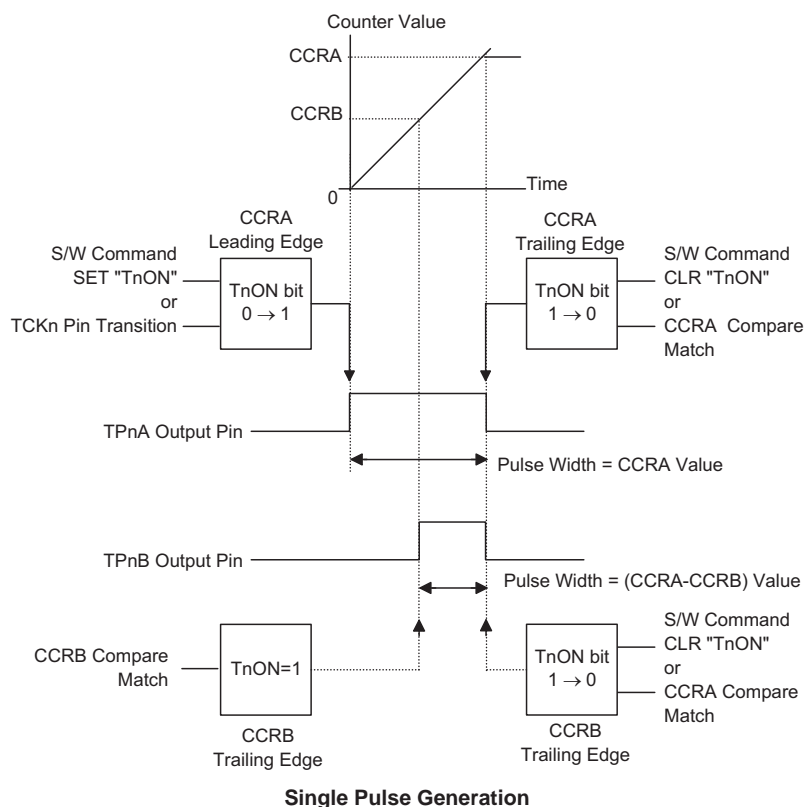 Counter Value
CCRA
CCRB
0
Time
CCRA
Leading Edge
S/W Command
SET "TnON"
or
TCKn Pin Transition
TnON bit
0 → 1
CCRA
Trailing Edge
TnON bit
1 → 0
S/W Command
CLR "TnON"
or
CCRA Compare
Match
TPnA Output Pin
Pulse Width = CCRA Value
TPnB Output Pin
Pulse Width = (CCRA-CCRB) Value
CCRB Compare
Match
TnON=1
CCRB
Trailing Edge
TnON bit
1 → 0
CCRB
Trailing Edge
S/W Command
CLR "TnON"
or
CCRA Compare
Match
Single Pulse Generation